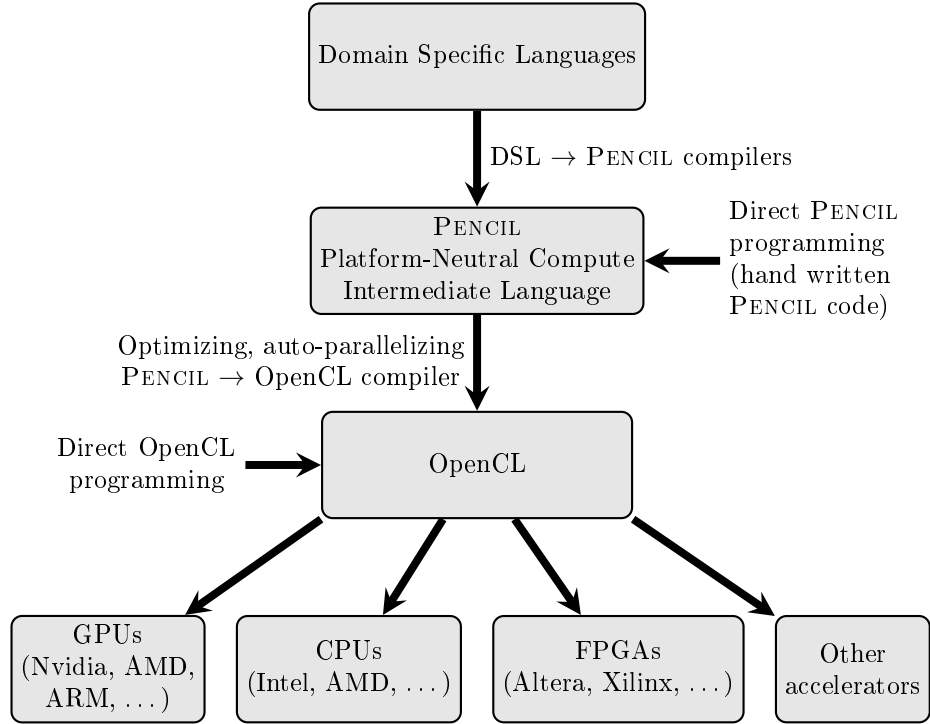 Domain Specific Languages
DSL → PENCIL compilers
PENCIL
Platform-Neutral Compute
Intermediate Language
Direct PENCIL
programming
(hand written
PENCIL code)
Optimizing, auto-parallelizing
PENCIL → OpenCL compiler
Direct OpenCL
programming
OpenCL
GPUs
(Nvidia, AMD,
ARM, ...)
CPUs
(Intel, AMD, ...)
FPGAs
(Altera, Xilinx, ...)
Other
accelerators